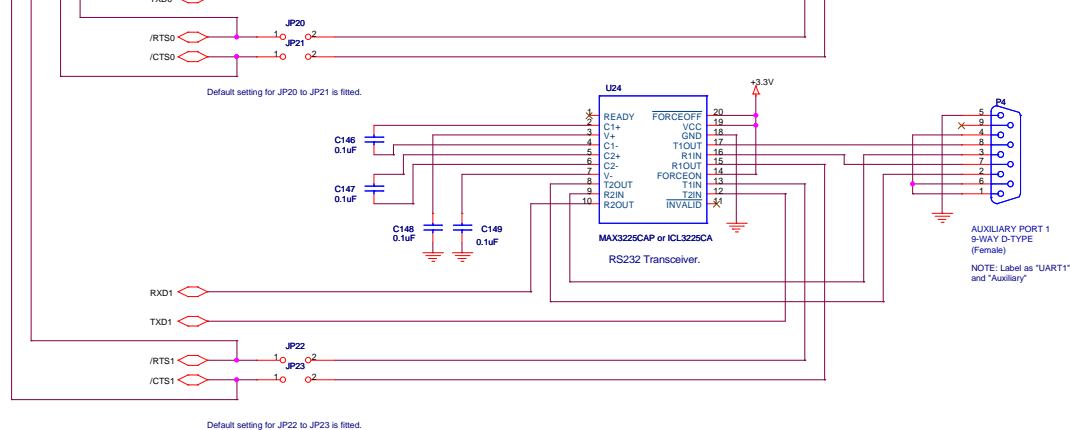 /RTS0
1
JP20
2
JP21
/CTS0
1
2
Default setting for JP20 to JP21 is fitted.
U24
+3.3V
P4
1 READY
2 C1+
3 V+
4 C1-
5 C2+
6 C2-
7 V-
8 T2OUT
9 R2IN
10 R2OUT
FORCEOFF 20
VCC 19
GND 18
T1OUT 17
R1IN 16
R1OUT 15
FORCEON 14
T1IN 13
T2IN 12
INVALID 11
5
9
4
8
3
7
2
6
1
C146
0.1uF
C147
0.1uF
C148
0.1uF
C149
0.1uF
MAX3225CAP or ICL3225CA
RS232 Transceiver.
AUXILIARY PORT 1
9-WAY D-TYPE
(Female)
NOTE: Label as "UART1"
and "Auxiliary"
RXD1
TXD1
/RTS1
1
JP22
2
JP23
/CTS1
1
2
Default setting for JP22 to JP23 is fitted.